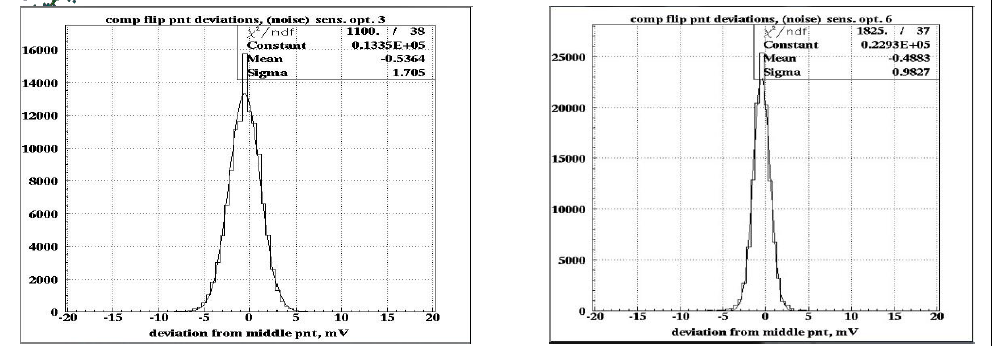 comp flip pnt deviations, (noise) sens. opt. 3
χ²/ndf 1100. / 38
Constant 0.1335E+05
Mean -0.5364
Sigma 1.705
16000
14000
12000
10000
8000
6000
4000
2000
0
-20 -15 -10 -5 0 5 10 15 20
deviation from middle pnt, mV
comp flip pnt deviations, (noise) sens. opt. 6
χ²/ndf 1825. / 37
Constant 0.2293E+05
Mean -0.4883
Sigma 0.9827
25000
20000
15000
10000
5000
0
-20 -15 -10 -5 0 5 10 15 20
deviation from middle pnt, mV